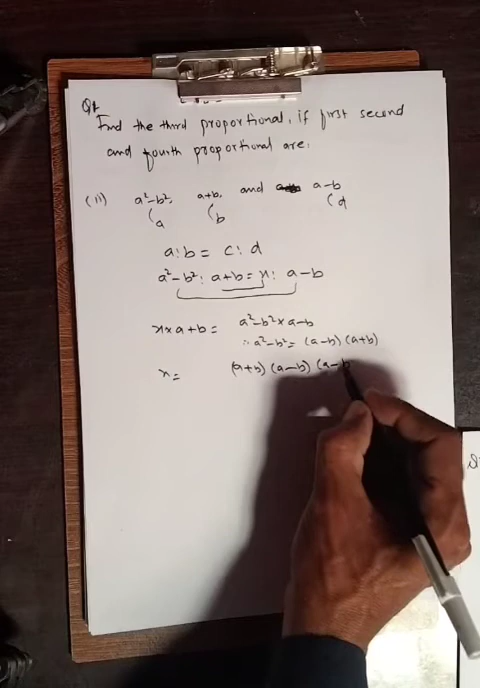 Q1
Find the third proportional, if first second
and fourth proportional are.
(ii) a²-b², a+b, and a-b
a b d
a:b = c:d
a²-b² : a+b = x : a-b
x × a+b = a²-b² × a-b
∴ a²-b² = (a-b) (a+b)
x = (a+b) (a-b) (a-b